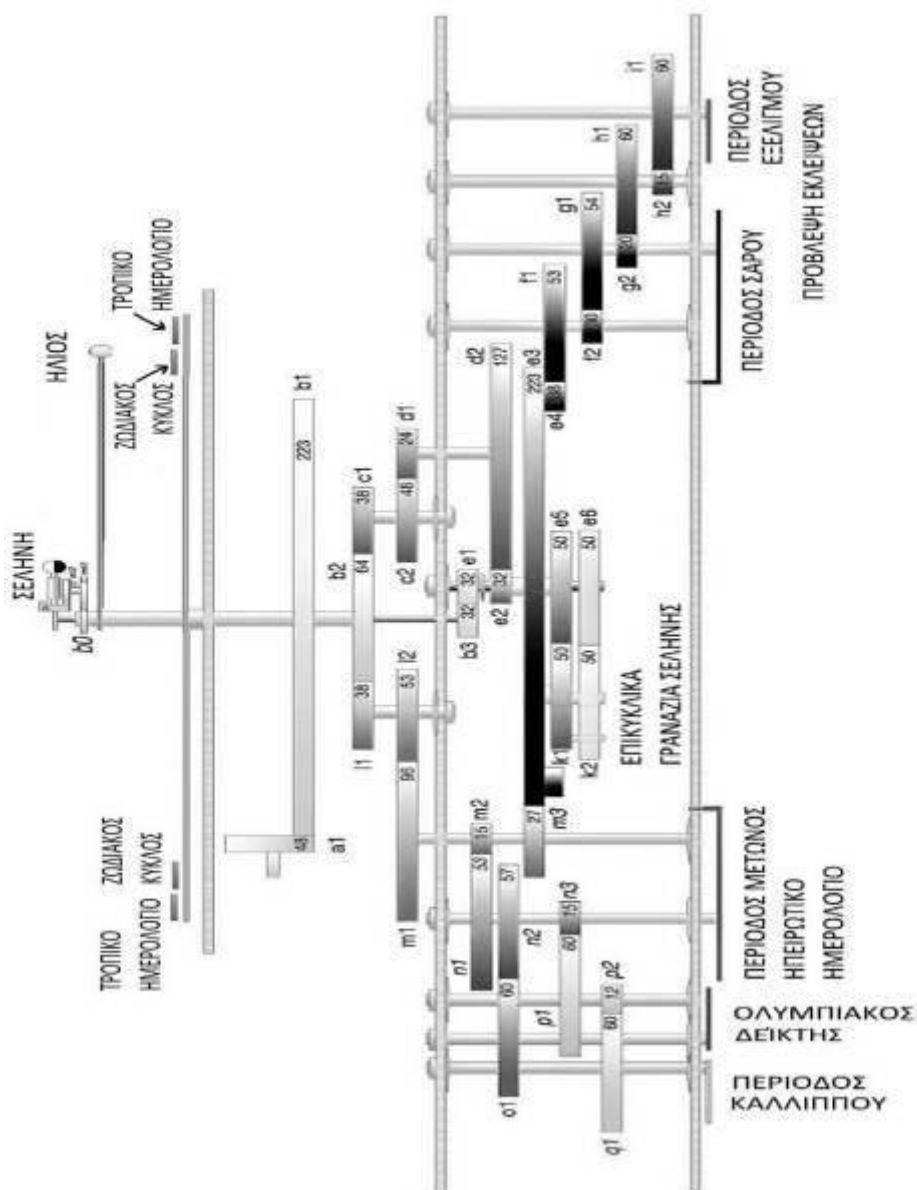 ΣΕΛΗΝΗ
ΗΛΙΟΣ
b0
ΤΡΟΠΙΚΟ
ΗΜΕΡΟΛΟΓΙΟ
ΖΩΔΙΑΚΟΣ
ΚΥΚΛΟΣ
ΖΩΔΙΑΚΟΣ
ΚΥΚΛΟΣ
ΤΡΟΠΙΚΟ
ΗΜΕΡΟΛΟΓΙΟ
48
a1
223
b1
b2
l1
38
64
38
c1
l2
96
53
m1
48
24
d1
c2
b3
32
32
e1
e2
32
127
d2
n1
53
15
m2
o1
60
57
n2
27
m3
223
e3
p1
60
15
n3
k1
50
50
e5
k2
50
50
e6
e4
53
f1
54
g1
g2
60
h1
h2
15
60
i1
q1
60
12
p2
ΕΠΙΚΥΚΛΙΚΑ
ΓΡΑΝΑΖΙΑ ΣΕΛΗΝΗΣ
ΠΕΡΙΟΔΟΣ ΜΕΤΩΝΟΣ
ΗΠΕΙΡΩΤΙΚΟ
ΗΜΕΡΟΛΟΓΙΟ
ΟΛΥΜΠΙΑΚΟΣ
ΔΕΊΚΤΗΣ
ΠΕΡΙΟΔΟΣ
ΚΑΛΛΙΠΠΟΥ
ΠΕΡΙΟΔΟΣ ΣΑΡΟΥ
ΠΕΡΙΟΔΟΣ
ΕΞΕΛΙΓΜΟΥ
ΠΡΟΒΛΕΨΗ ΕΚΛΕΙΨΕΩΝ